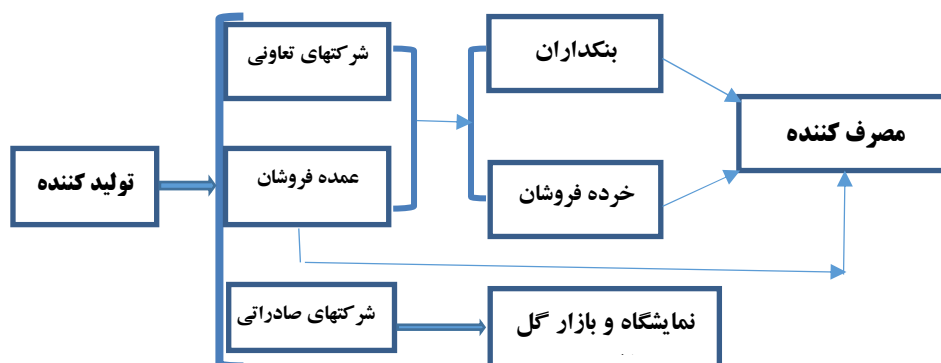 شرکتهای تعاونی
بنکداران
مصرف کننده
تولید کننده
عمده فروشان
خرده فروشان
شرکتهای صادراتی
نمایشگاه و بازار گل